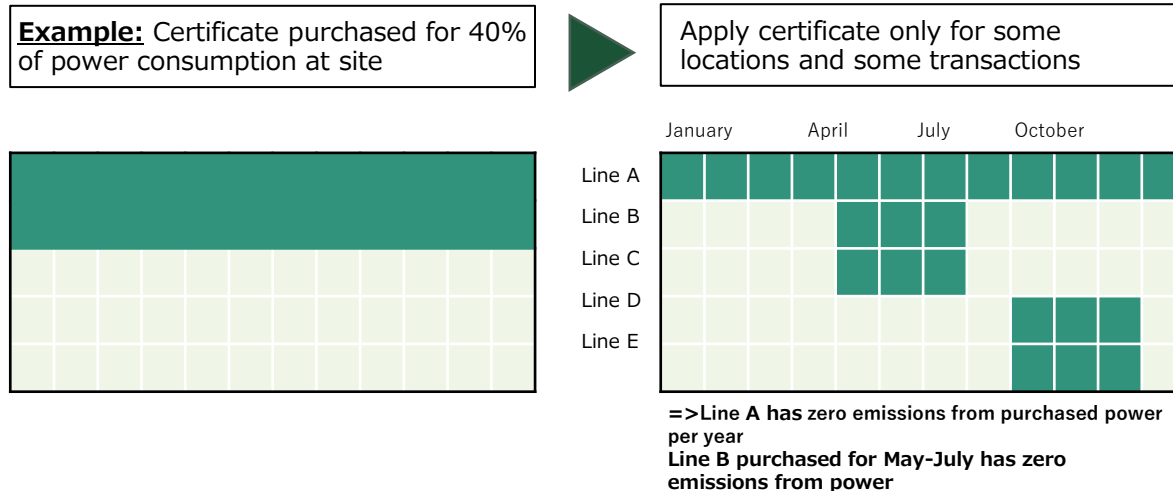 Example: Certificate purchased for 40%
of power consumption at site
Apply certificate only for some
locations and some transactions
January April July October
Line A
Line B
Line C
Line D
Line E
=>Line A has zero emissions from purchased power
per year
Line B purchased for May-July has zero
emissions from power